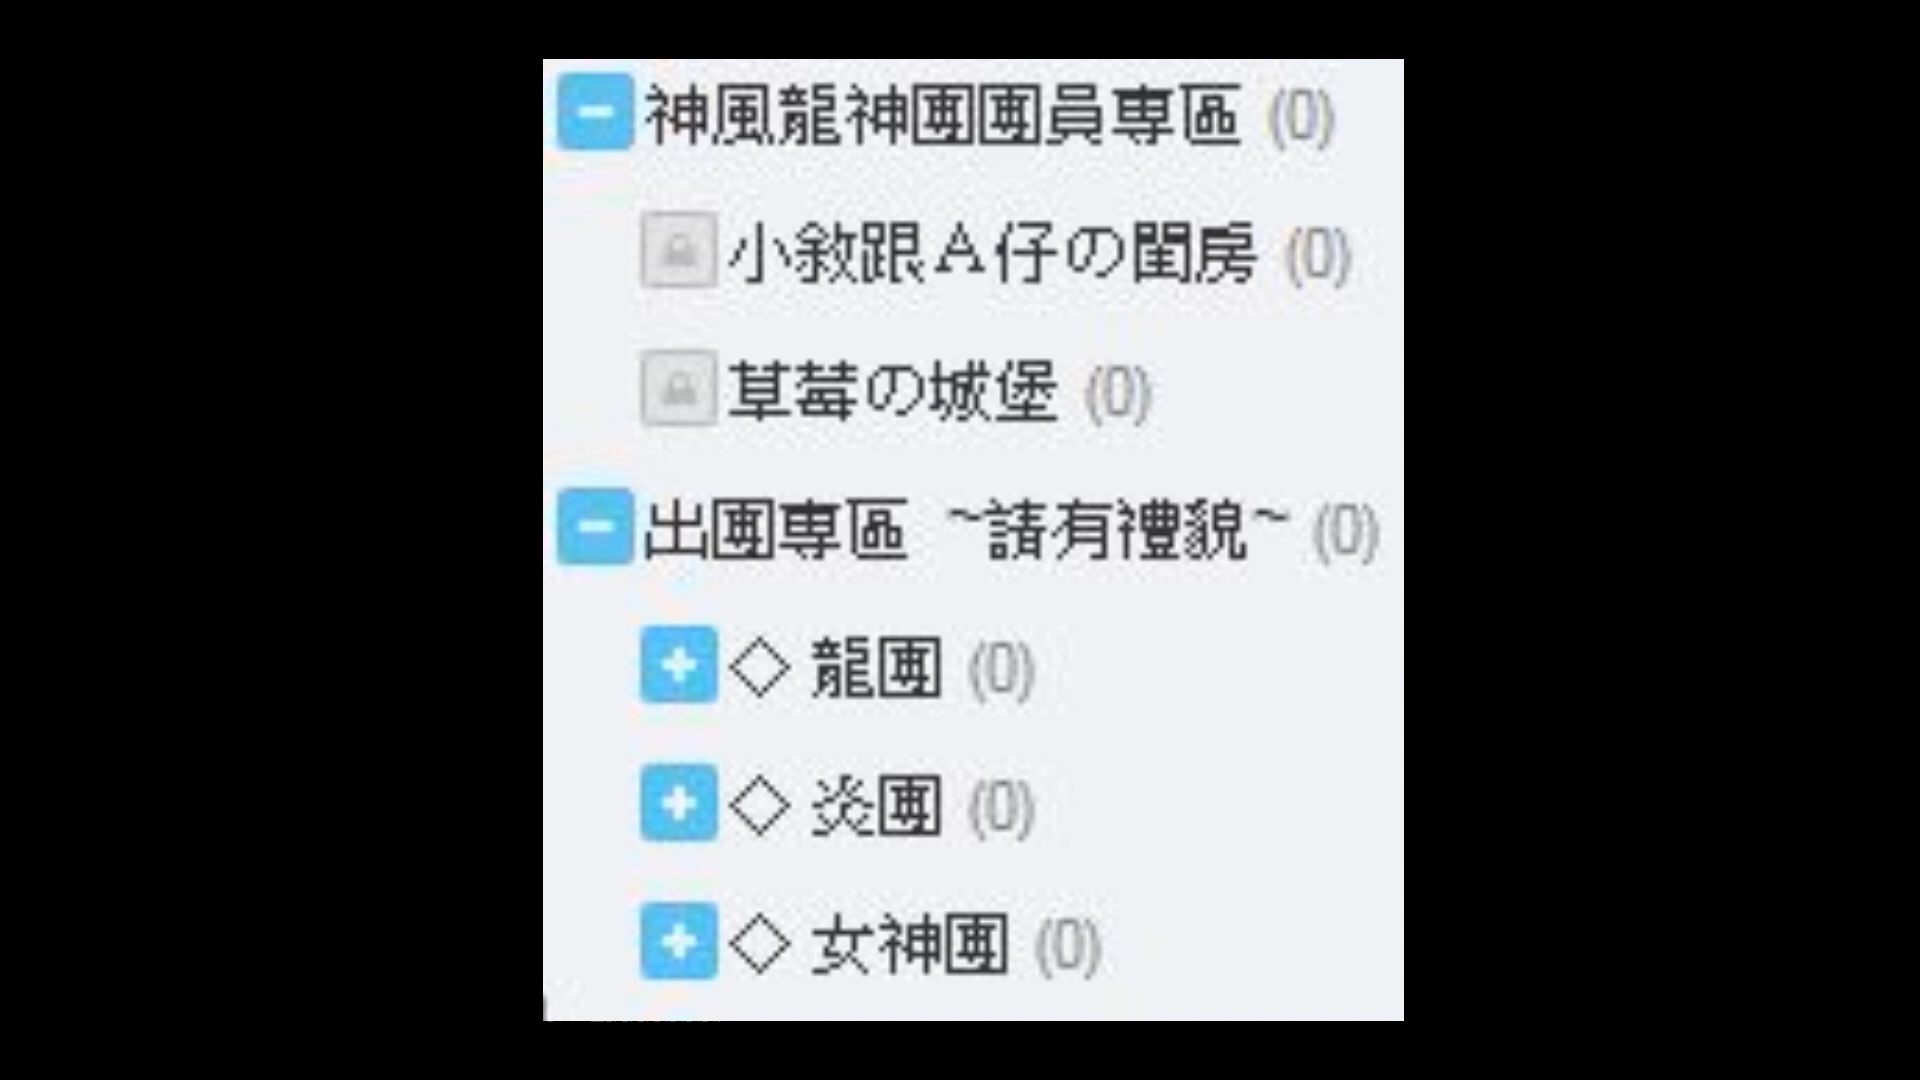 神風龍神團團員專區 (0)
小敘跟A仔の閨房 (0)
草莓の城堡 (0)
出團專區 ~請有禮貌~ (0)
◇ 龍團 (0)
◇ 炎團 (0)
◇ 女神團 (0)